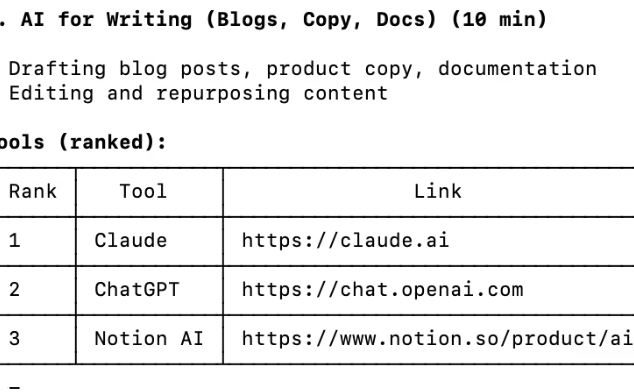 . AI for Writing (Blogs, Copy, Docs) (10 min)
Drafting blog posts, product copy, documentation
Editing and repurposing content
ools (ranked):
Rank Tool Link
1 Claude https://claude.ai
2 ChatGPT https://chat.openai.com
3 Notion AI https://www.notion.so/product/ai